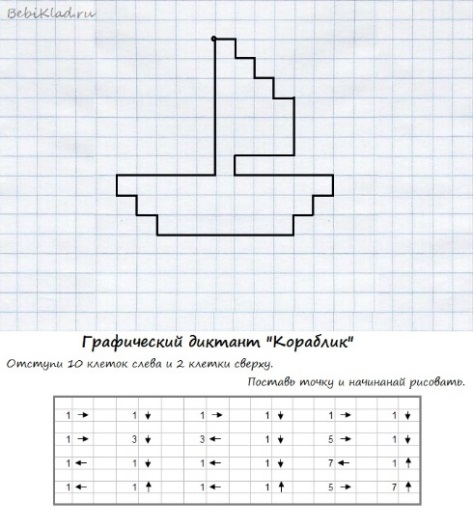 BebiKlad.ru
Графический диктант "Кораблик"
Отступи 10 клеток слева и 2 клетки сверху.
Поставь точку и начинанай рисовать.
1 → 1 ↓ 1 → 1 ↓ 1 → 1 ↓
1 → 3 ↓ 3 ← 1 ↓ 5 → 1 ↓
1 ← 1 ↓ 1 ← 1 ↓ 7 ← 1 ↑
1 ← 1 ↑ 1 ← 1 ↑ 5 → 7 ↑